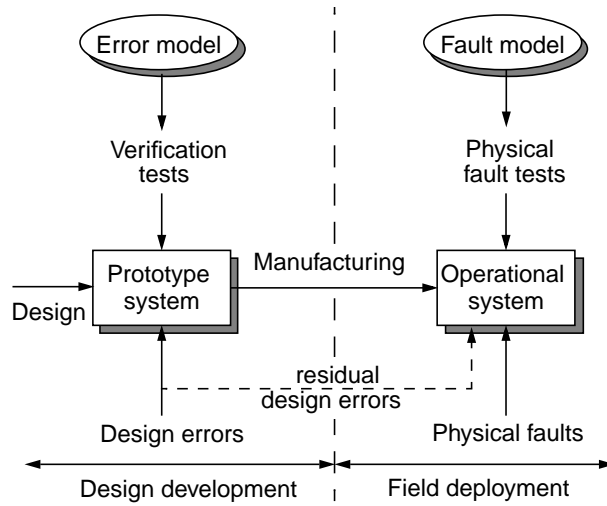 Error model
Fault model
Verification
tests
Physical
fault tests
Prototype
system
Manufacturing
Operational
system
Design
residual
design errors
Design errors
Physical faults
Design development
Field deployment